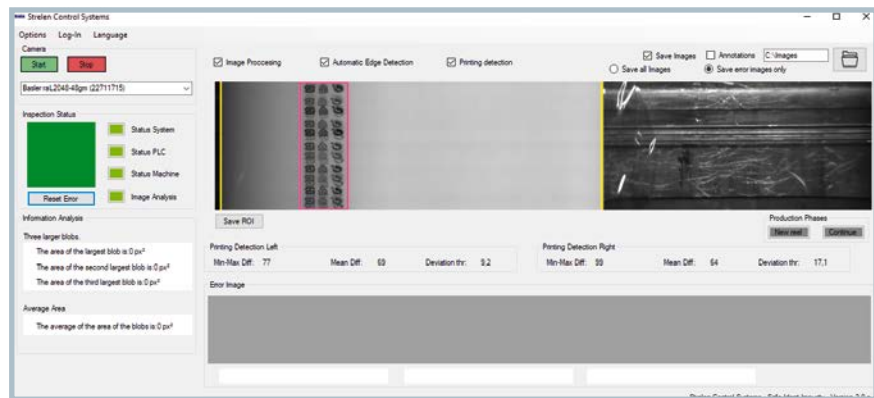 Strelen Control Systems
Options Log-In Language
Camera
Start Stop
Basler raL2048-48gm (22711715)
Image Proccesing Automatic Edge Detection Printing detection
Save Images Annotations C:\Images
Save all Images Save error images only
Inspection Status
Status System
Status PLC
Status Machine
Image Analysis
Reset Error
Save ROI
Production Phases
New reel Continue
Information Analysis
Three larger blobs.
The area of the largest blob is:0 px²
The area of the second largest blob is:0 px²
The area of the third largest blob is:0 px²
Average Area
The average of the area of the blobs is:0 px²
Printing Detection Left
Min-Max Diff: 77 Mean Diff: 69 Deviation thr: 9,2
Printing Detection Right
Min-Max Diff: 99 Mean Diff: 64 Deviation thr: 17,1
Error Image
Strelen Control Systems